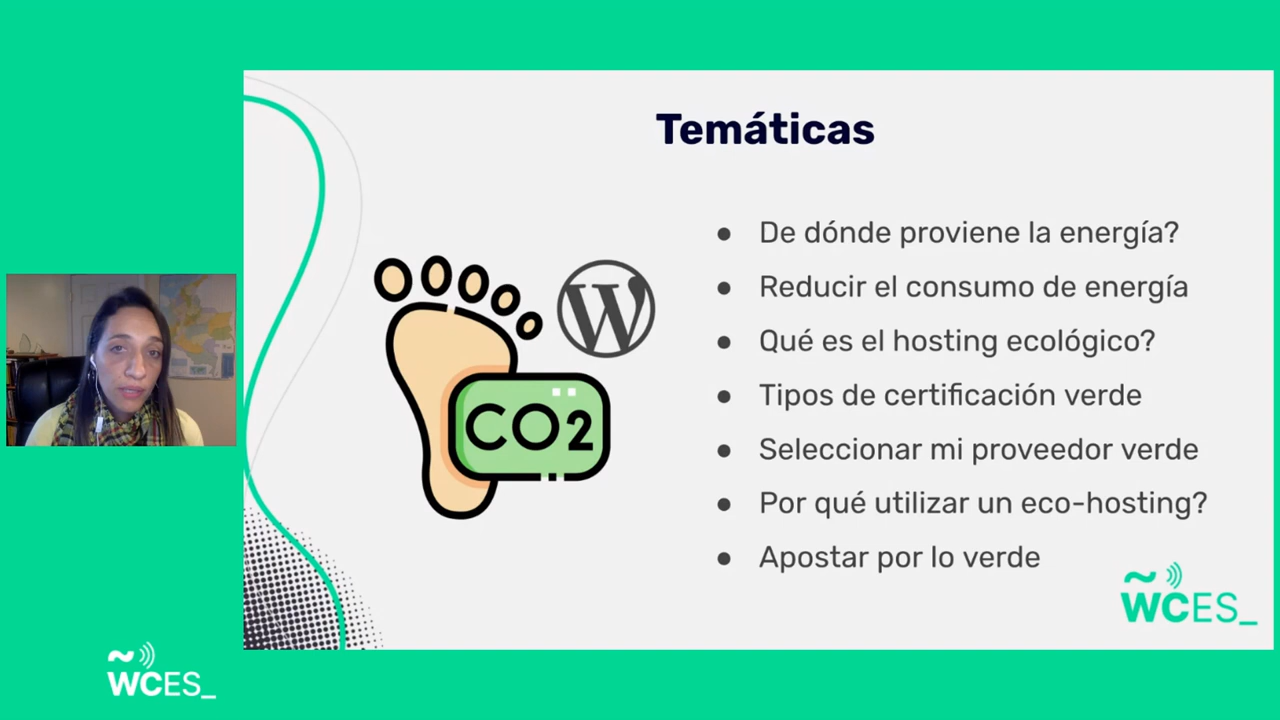 Temáticas
De dónde proviene la energía?
Reducir el consumo de energía
Qué es el hosting ecológico?
Tipos de certificación verde
Seleccionar mi proveedor verde
Por qué utilizar un eco-hosting?
Apostar por lo verde
W
CO2
~
WCES_
~
WCES_